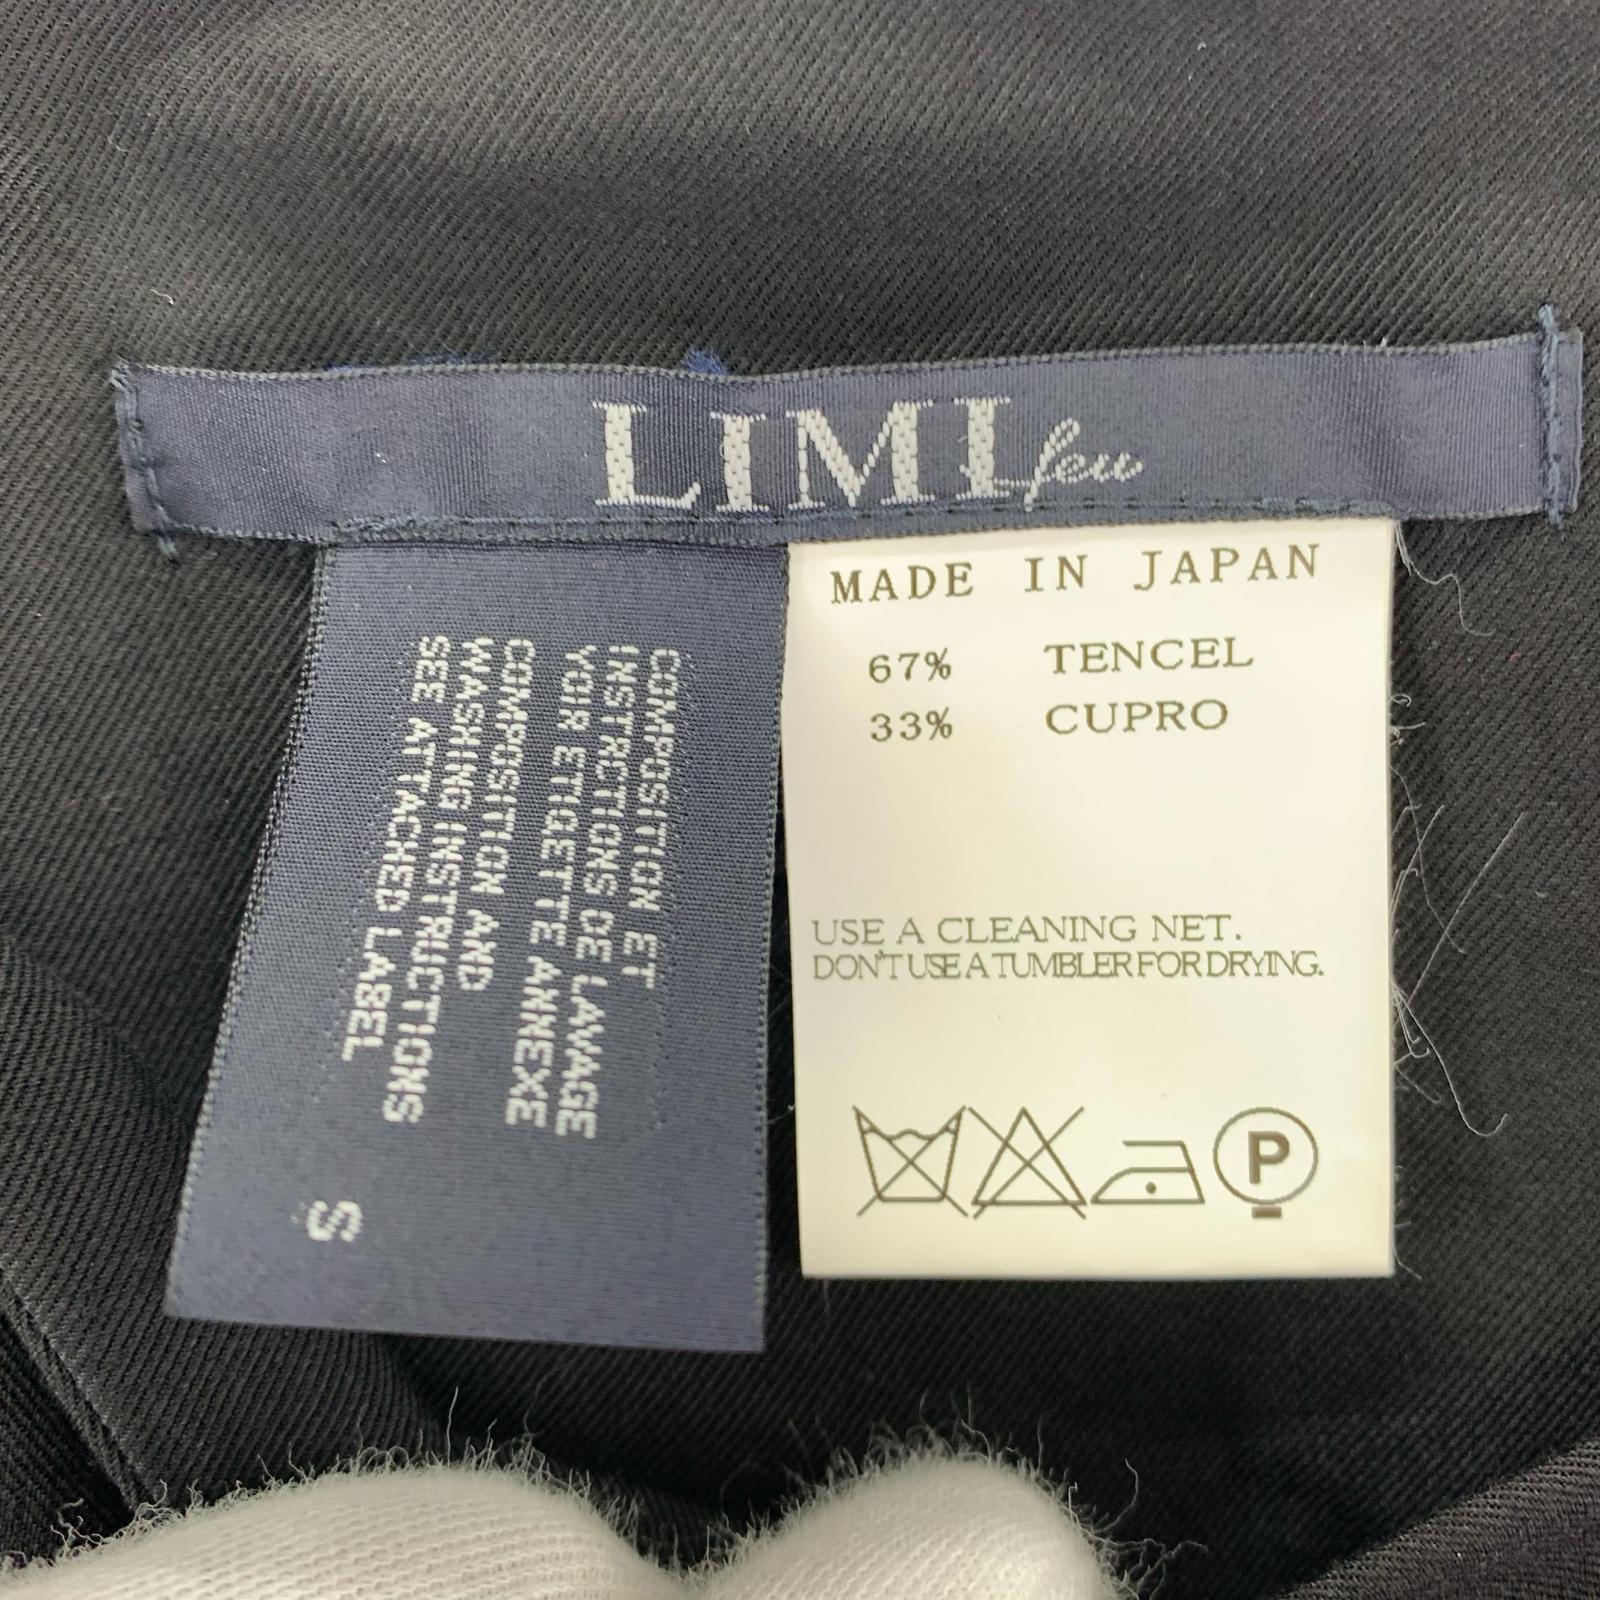 LIMI feu
COMPOSITION ET
INSTRCTIONS DE LAVAGE
VOIR ETIQETTE ANNEXE
COMPOSITION AND
WASHING INSTRUCTIONS
SEE ATTACHED LABEL
S
MADE IN JAPAN
67% TENCEL
33% CUPRO
USE A CLEANING NET.
DON'T USE A TUMBLER FOR DRYING.
P